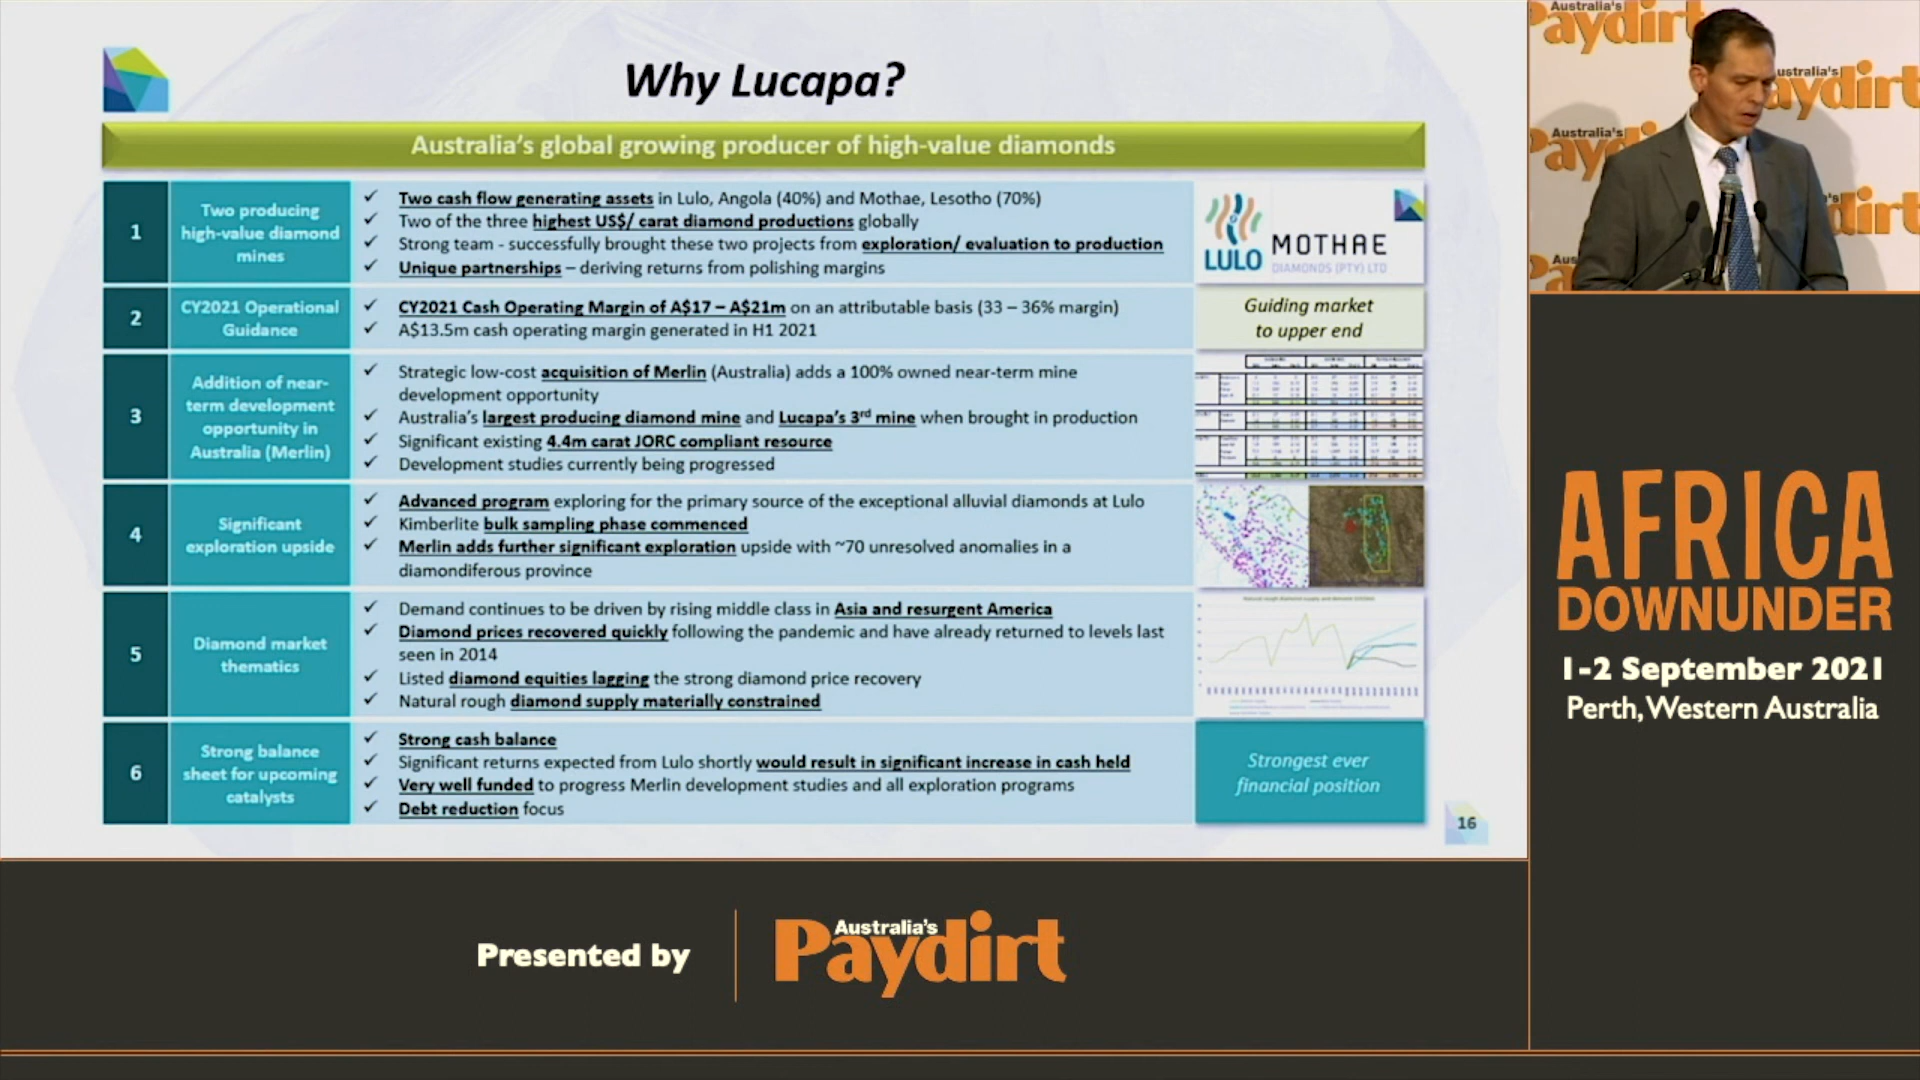 Why Lucapa?
Australia's global growing producer of high-value diamonds
1
Two producing
high-value diamond
mines
✓ Two cash flow generating assets in Lulo, Angola (40%) and Mothae, Lesotho (70%)
✓ Two of the three highest US$/ carat diamond productions globally
✓ Strong team - successfully brought these two projects from exploration/ evaluation to production
✓ Unique partnerships – deriving returns from polishing margins
LULO
MOTHAE
DIAMONDS (PTY) LTD
2
CY2021 Operational
Guidance
✓ CY2021 Cash Operating Margin of A$17 – A$21m on an attributable basis (33 – 36% margin)
✓ A$13.5m cash operating margin generated in H1 2021
Guiding market
to upper end
3
Addition of near-
term development
opportunity in
Australia (Merlin)
✓ Strategic low-cost acquisition of Merlin (Australia) adds a 100% owned near-term mine
development opportunity
✓ Australia's largest producing diamond mine and Lucapa's 3rd mine when brought in production
✓ Significant existing 4.4m carat JORC compliant resource
✓ Development studies currently being progressed
4
Significant
exploration upside
✓ Advanced program exploring for the primary source of the exceptional alluvial diamonds at Lulo
✓ Kimberlite bulk sampling phase commenced
✓ Merlin adds further significant exploration upside with ~70 unresolved anomalies in a
diamondiferous province
5
Diamond market
thematics
✓ Demand continues to be driven by rising middle class in Asia and resurgent America
✓ Diamond prices recovered quickly following the pandemic and have already returned to levels last
seen in 2014
✓ Listed diamond equities lagging the strong diamond price recovery
✓ Natural rough diamond supply materially constrained
6
Strong balance
sheet for upcoming
catalysts
✓ Strong cash balance
✓ Significant returns expected from Lulo shortly would result in significant increase in cash held
✓ Very well funded to progress Merlin development studies and all exploration programs
✓ Debt reduction focus
Strongest ever
financial position
16
Australia's
Paydirt
AFRICA
DOWNUNDER
1-2 September 2021
Perth, Western Australia
Presented by
Australia's
Paydirt